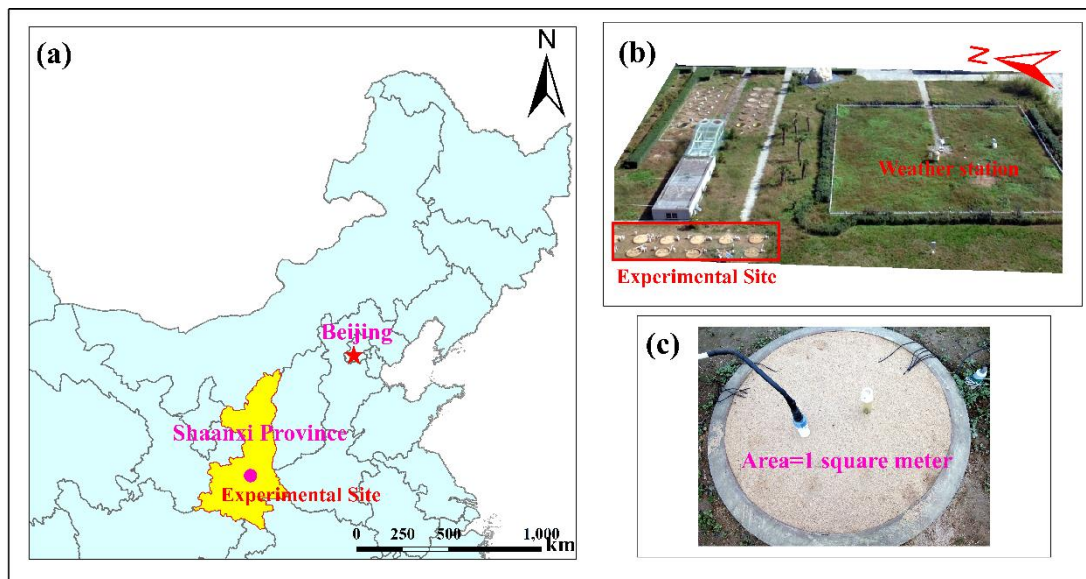 (a)
N
Beijing
Shaanxi Province
Experimental Site
0 250 500 1,000
km
(b)
N
Weather station
Experimental Site
(c)
Area=1 square meter